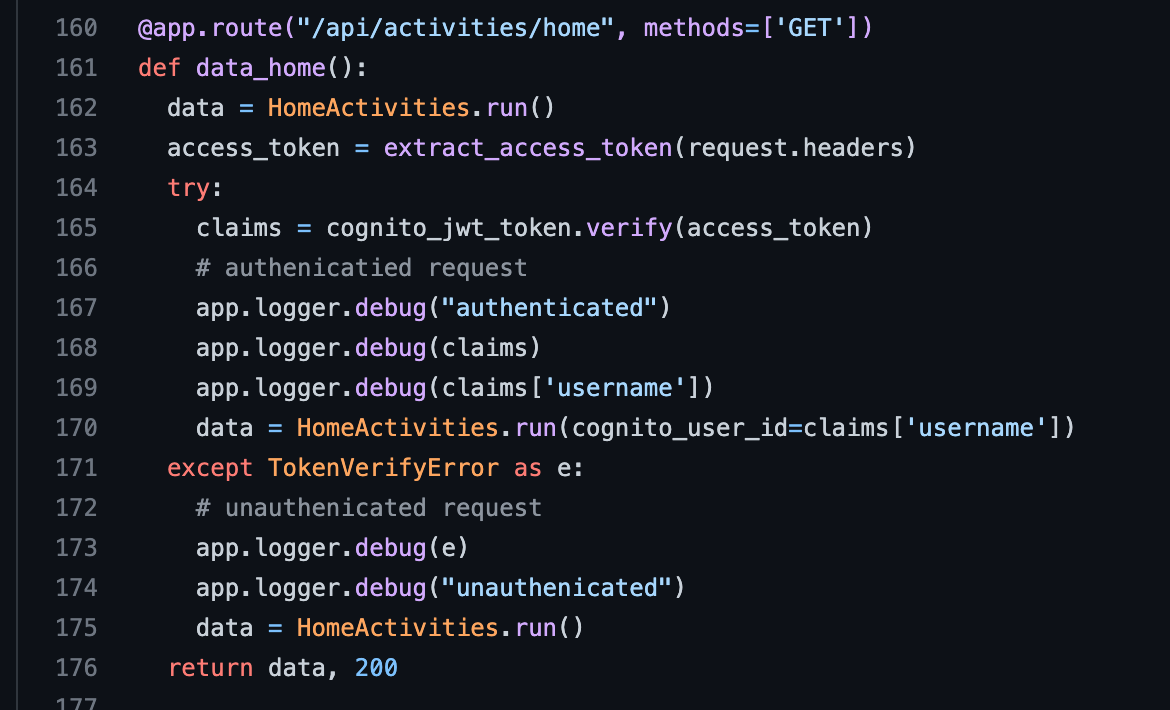 160 @app.route("/api/activities/home", methods=['GET'])
161 def data_home():
162   data = HomeActivities.run()
163   access_token = extract_access_token(request.headers)
164   try:
165     claims = cognito_jwt_token.verify(access_token)
166     # authenicatied request
167     app.logger.debug("authenticated")
168     app.logger.debug(claims)
169     app.logger.debug(claims['username'])
170     data = HomeActivities.run(cognito_user_id=claims['username'])
171   except TokenVerifyError as e:
172     # unauthenicated request
173     app.logger.debug(e)
174     app.logger.debug("unauthenicated")
175     data = HomeActivities.run()
176   return data, 200
177